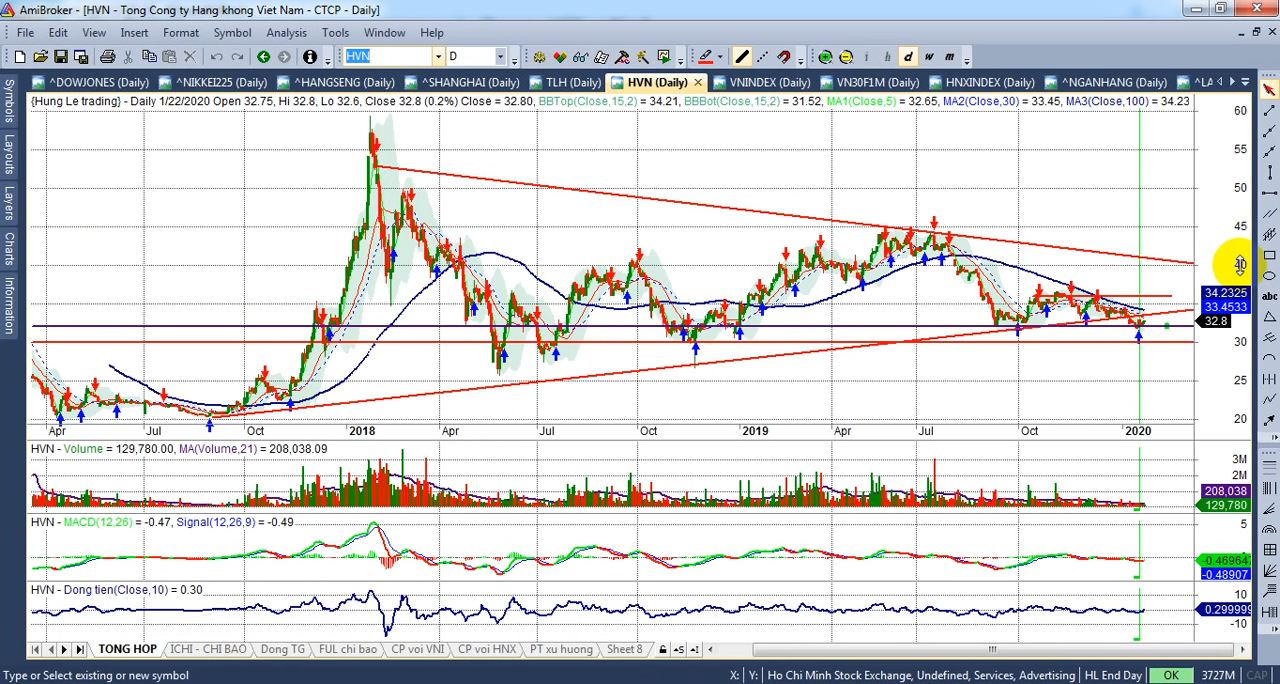 AmiBroker - [HVN - Tong Cong ty Hang khong Viet Nam - CTCP - Daily]
File Edit View Insert Format Symbol Analysis Tools Window Help
HVN D i h d w m
^DOWJONES (Daily) ^NIKKEI225 (Daily) ^HANGSENG (Daily) ^SHANGHAI (Daily) TLH (Daily) HVN (Daily) VNINDEX (Daily) VN30F1M (Daily) HNXINDEX (Daily) ^NGANHANG (Daily) ^LA
Symbols
Layouts
Layers
Charts
Information
{Hung Le trading} - Daily 1/22/2020 Open 32.75, Hi 32.8, Lo 32.6, Close 32.8 (0.2%) Close = 32.80, BBTop(Close,15,2) = 34.21, BBBot(Close,15,2) = 31.52, MA1(Close,5) = 32.65, MA2(Close,30) = 33.45, MA3(Close,100) = 34.23
60
55
50
45
40
34.2325
33.4533
32.8
30
25
20
abc
Apr Jul Oct 2018 Apr Jul Oct 2019 Apr Jul Oct 2020
HVN - Volume = 129,780.00, MA(Volume,21) = 208,038.09
3M
2M
208,038
129,780
HVN - MACD(12,26) = -0.47, Signal(12,26,9) = -0.49
5
-0.469647
-0.48907
HVN - Dong tien(Close,10) = 0.30
10
0.299999
-10
TONG HOP ICHI - CHI BAO Dong TG FUL chi bao CP voi VNI CP voi HNX PT xu huong Sheet 8
Type or Select existing or new symbol X: Y: Ho Chi Minh Stock Exchange, Undefined, Services, Advertising HL End Day OK 3727M CAP